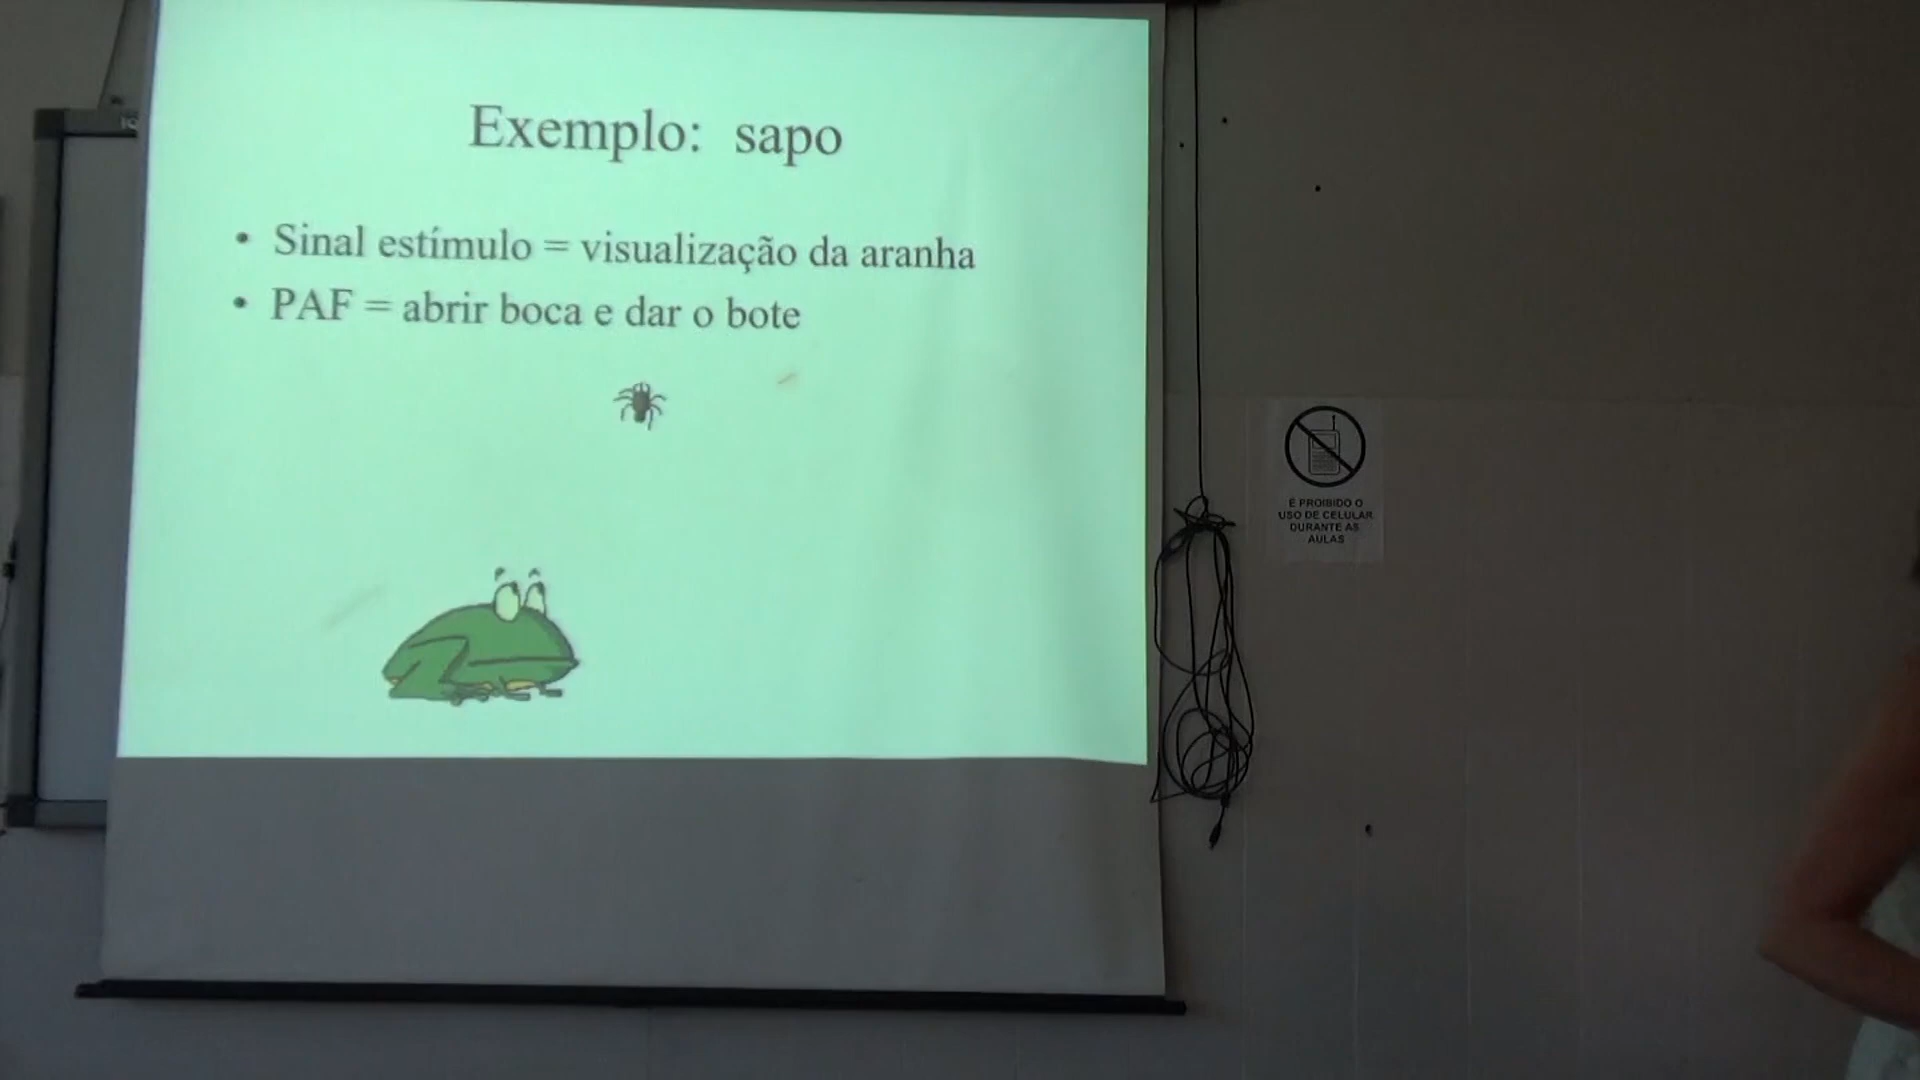 Exemplo: sapo
• Sinal estímulo = visualização da aranha
• PAF = abrir boca e dar o bote
É PROIBIDO O
USO DE CELULAR
DURANTE AS
AULAS